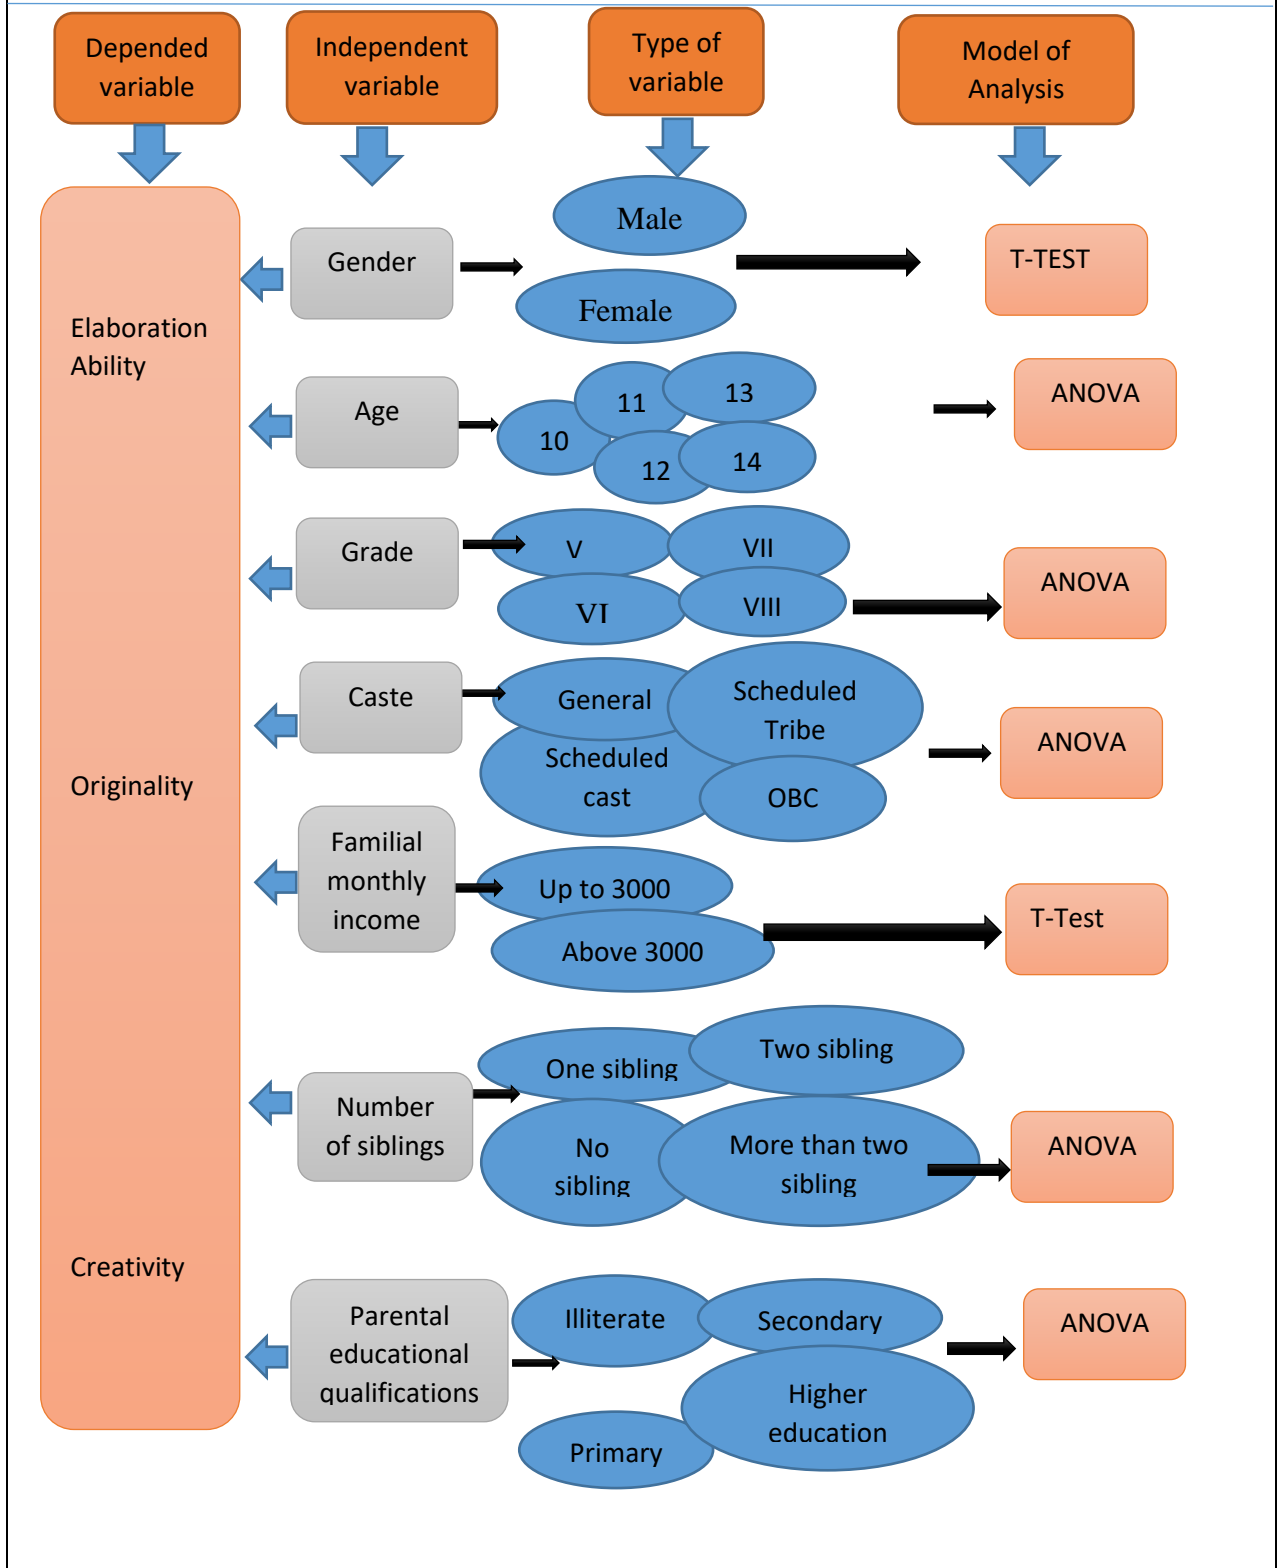 Depended
variable
Independent
variable
Type of
variable
Model of
Analysis
Elaboration
Ability
Originality
Creativity
Gender
Male
Female
T-TEST
Age
10
11
12
13
14
ANOVA
Grade
V
VI
VII
VIII
ANOVA
Caste
General
Scheduled
Tribe
Scheduled
cast
OBC
ANOVA
Familial
monthly
income
Up to 3000
Above 3000
T-Test
Number
of siblings
One sibling
Two sibling
No
sibling
More than two
sibling
ANOVA
Parental
educational
qualifications
Illiterate
Secondary
Higher
education
Primary
ANOVA